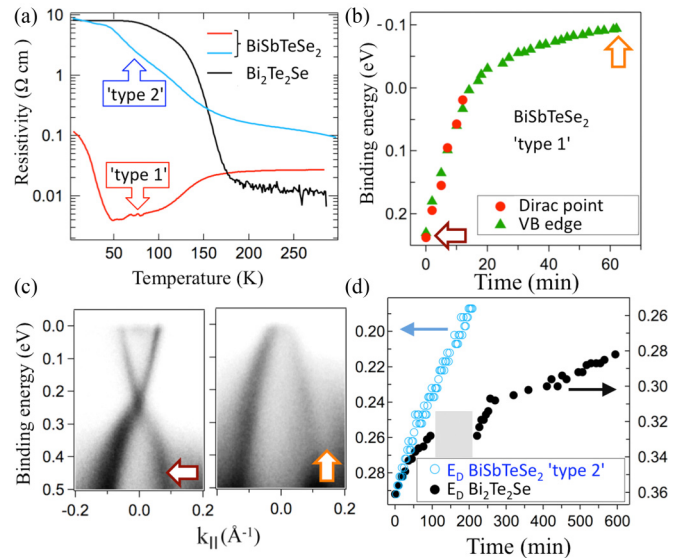 (a)
Resistivity (Ω cm)
10
1
0.1
0.01
BiSbTeSe2
Bi2Te2Se
'type 2'
'type 1'
50 100 150 200 250
Temperature (K)
(b)
Binding energy (eV)
-0.1
0.0
0.1
0.2
BiSbTeSe2
'type 1'
Dirac point
VB edge
0 20 40 60 80
Time (min)
(c)
Binding energy (eV)
0.0
0.1
0.2
0.3
0.4
0.5
-0.2 0.0 0.2 0.0 0.2
k|| (Å-1)
(d)
0.20
0.22
0.24
0.26
0.28
0.26
0.28
0.30
0.32
0.34
0.36
ED BiSbTeSe2 'type 2'
ED Bi2Te2Se
0 100 200 300 400 500 600
Time (min)